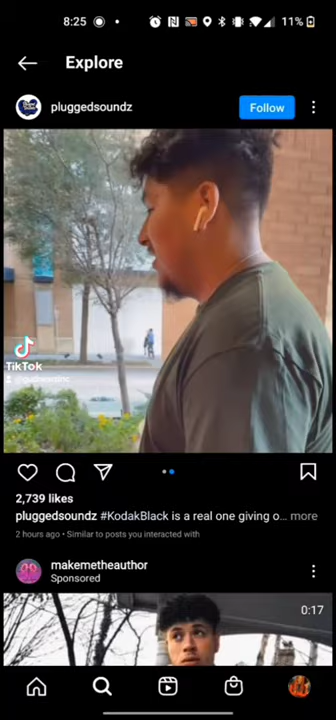 8:25
11%
Explore
pluggedsoundz
Follow
TikTok
2,739 likes
pluggedsoundz #KodakBlack is a real one giving o... more
2 hours ago • Similar to posts you interacted with
makemetheauthor
Sponsored
0:17